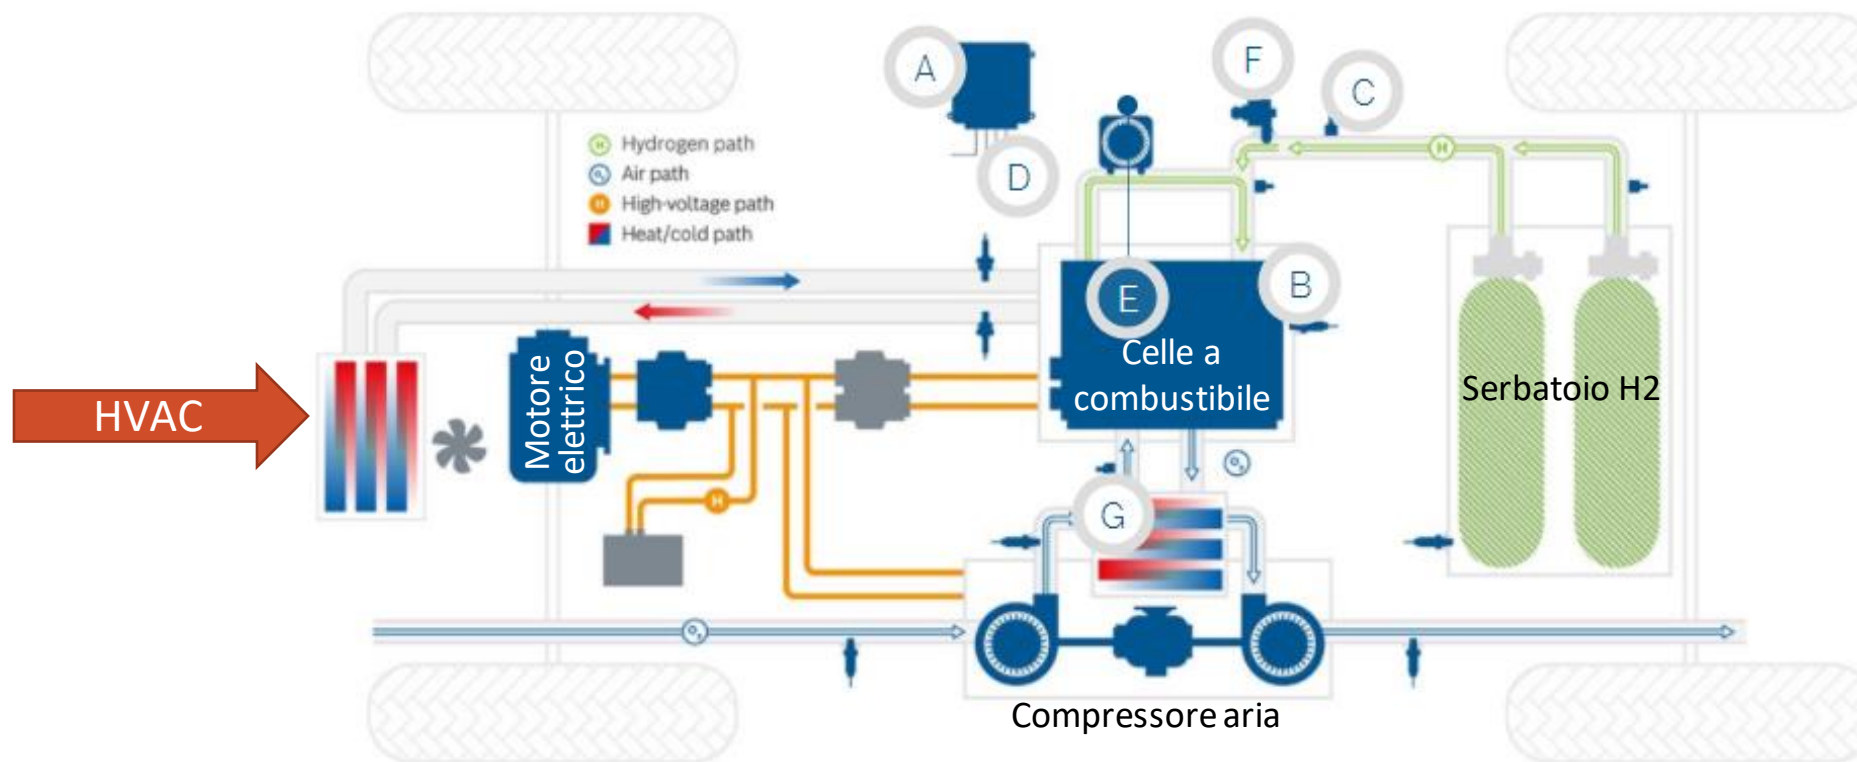 A
F
C
Hydrogen path
Air path
High-voltage path
Heat/cold path
D
H
E
B
Celle a
combustibile
Motore
elettrico
Serbatoio H2
HVAC
H
G
Compressore aria